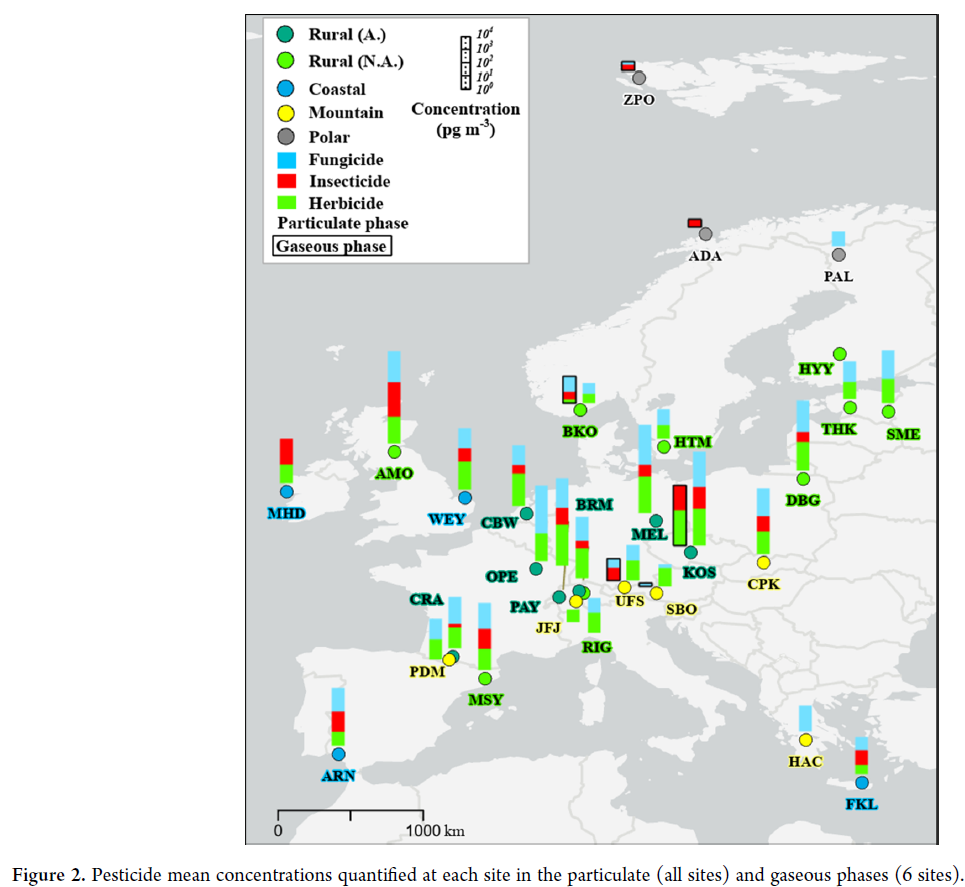 Rural (A.)
Rural (N.A.)
Coastal
Mountain
Polar
Fungicide
Insecticide
Herbicide
Particulate phase
Gaseous phase
10⁴
10³
10²
10¹
10⁰
Concentration
(pg m⁻³)
ZPO
ADA
PAL
HYY
THK
SME
BKO
HTM
AMO
DBG
MHD
WEY
CBW
BRM
MEL
OPE
KOS
CPK
CRA
PAY
UFS
SBO
JFJ
RIG
PDM
MSY
HAC
ARN
FKL
0
1000 km
Figure 2. Pesticide mean concentrations quantified at each site in the particulate (all sites) and gaseous phases (6 sites).